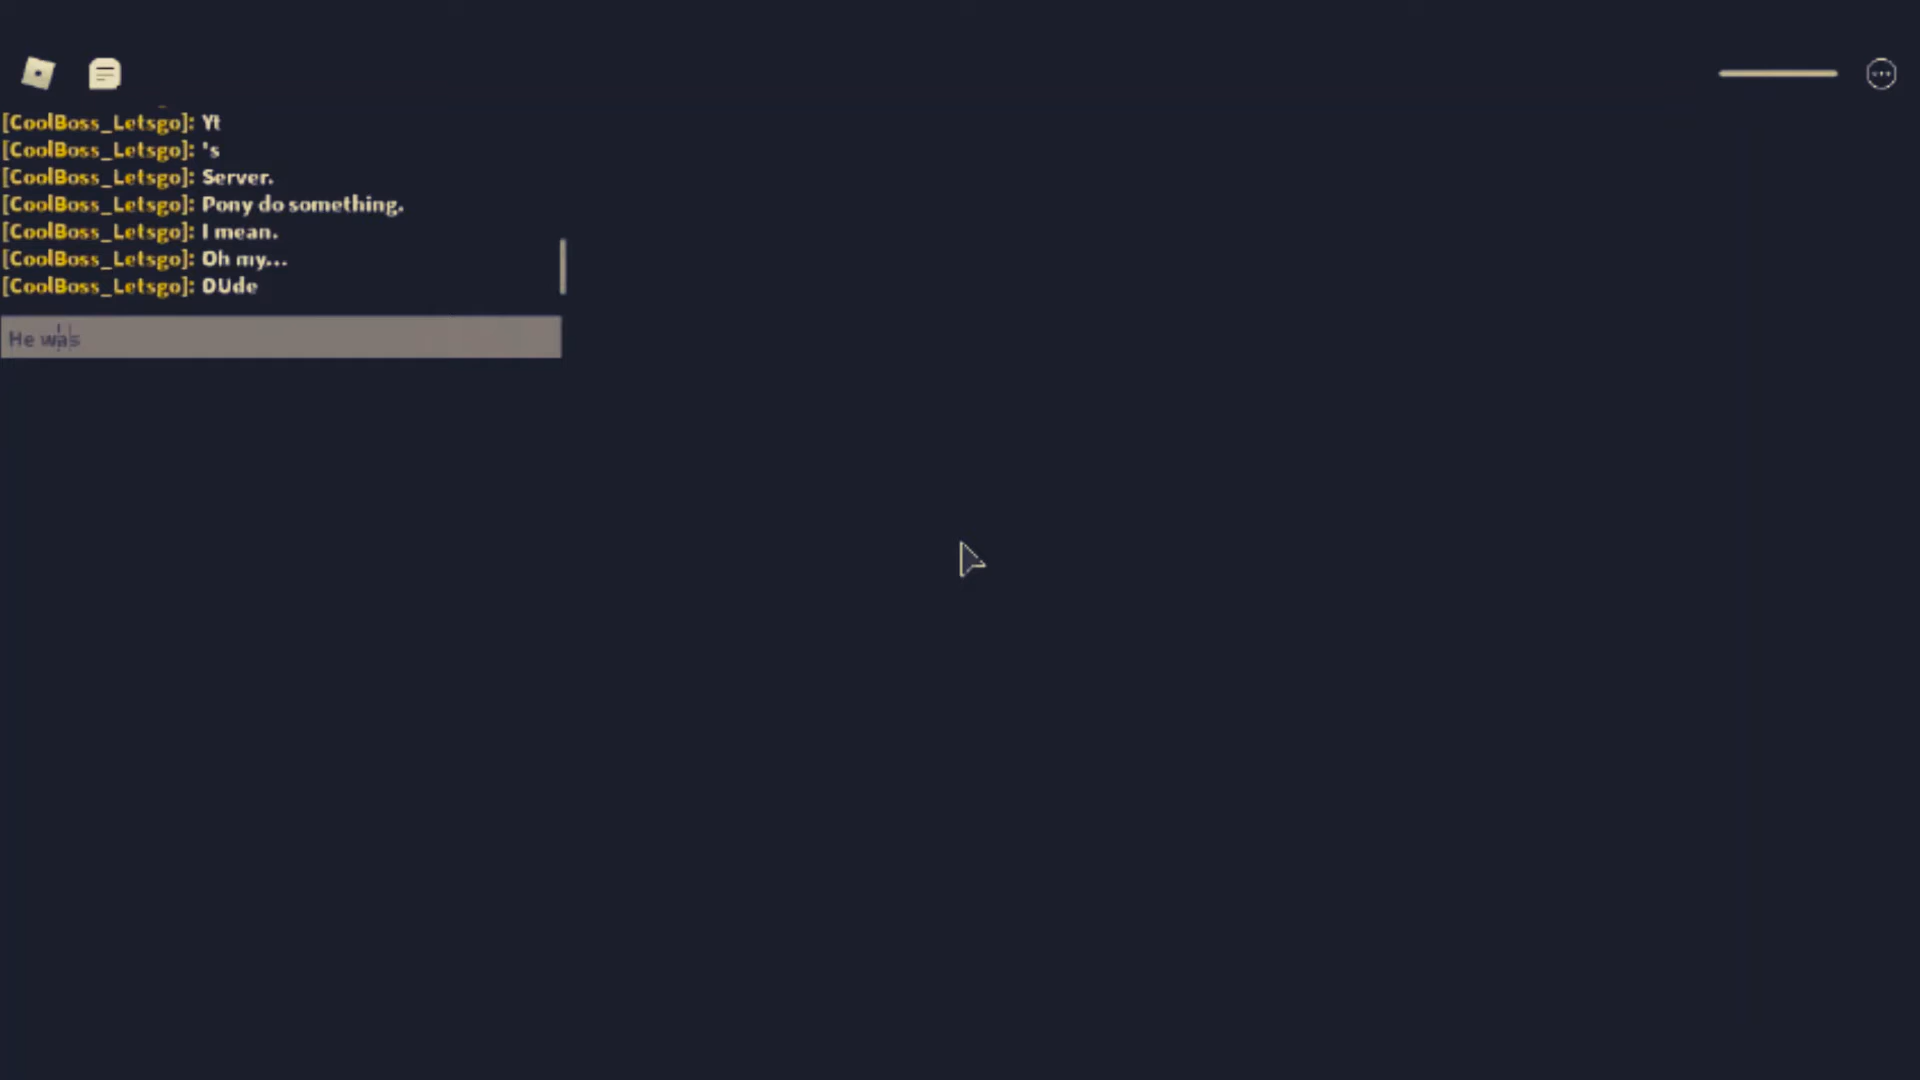 [CoolBoss_Letsgo]: Yt
[CoolBoss_Letsgo]: 's
[CoolBoss_Letsgo]: Server.
[CoolBoss_Letsgo]: Pony do something.
[CoolBoss_Letsgo]: I mean.
[CoolBoss_Letsgo]: Oh my...
[CoolBoss_Letsgo]: DUde
He was